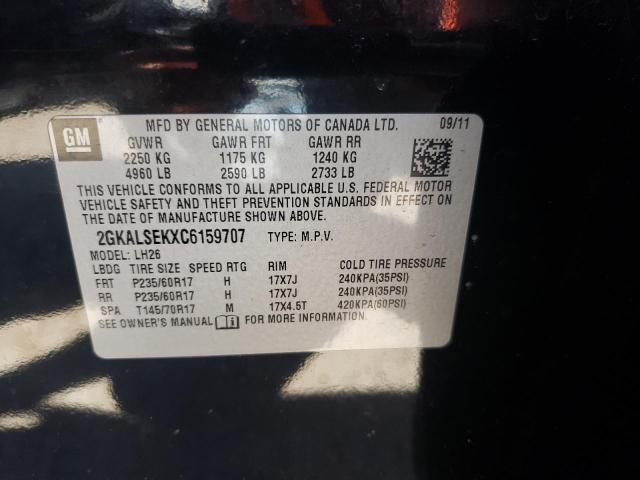 GM
MFD BY GENERAL MOTORS OF CANADA LTD. 09/11
GVWR GAWR FRT GAWR RR
2250 KG 1175 KG 1240 KG
4960 LB 2590 LB 2733 LB
THIS VEHICLE CONFORMS TO ALL APPLICABLE U.S. FEDERAL MOTOR
VEHICLE SAFETY AND THEFT PREVENTION STANDARDS IN EFFECT ON
THE DATE OF MANUFACTURE SHOWN ABOVE.
2GKALSEKXC6159707 TYPE: M.P.V.
MODEL: LH26
LBDG TIRE SIZE SPEED RTG RIM COLD TIRE PRESSURE
FRT P235/60R17 H 17X7J 240KPA(35PSI)
RR P235/60R17 H 17X7J 240KPA(35PSI)
SPA T145/70R17 M 17X4.5T 420KPA(60PSI)
SEE OWNER'S MANUAL FOR MORE INFORMATION.